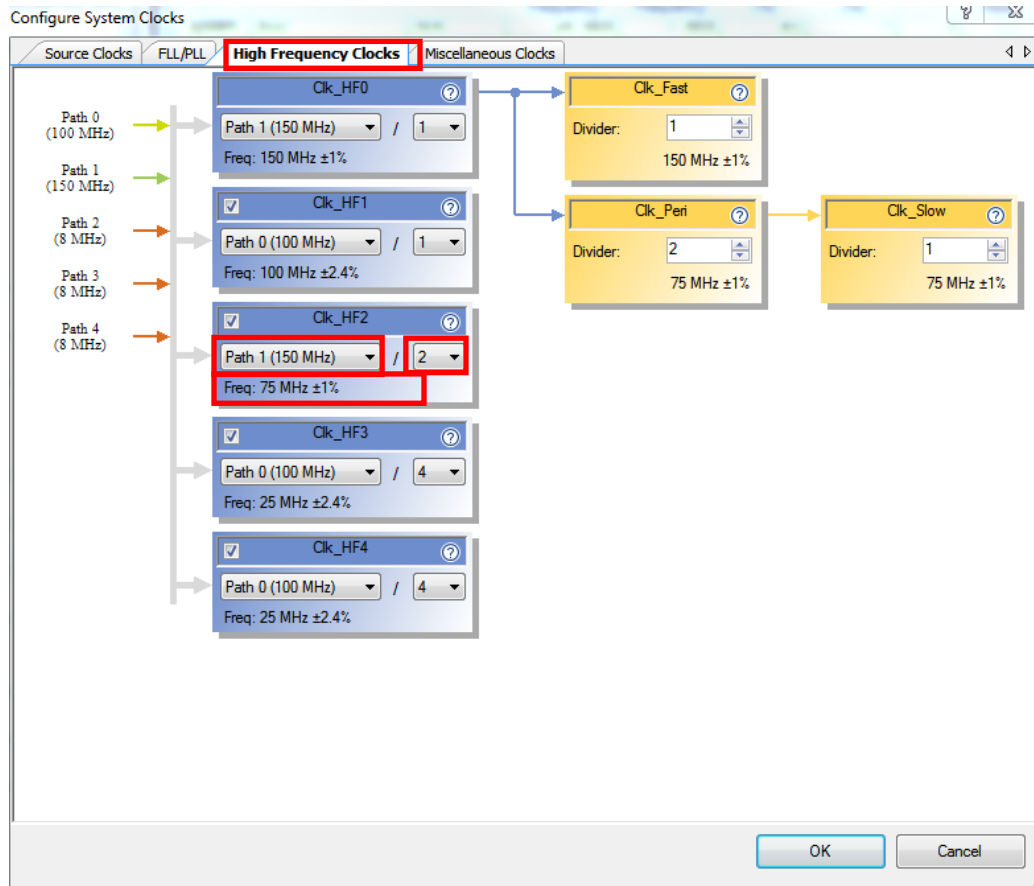 Configure System Clocks
Source Clocks FLL/PLL High Frequency Clocks Miscellaneous Clocks
Path 0
(100 MHz)
Path 1
(150 MHz)
Path 2
(8 MHz)
Path 3
(8 MHz)
Path 4
(8 MHz)
Clk_HF0
Path 1 (150 MHz) / 1
Freq: 150 MHz ±1%
Clk_HF1
Path 0 (100 MHz) / 1
Freq: 100 MHz ±2.4%
Clk_HF2
Path 1 (150 MHz) / 2
Freq: 75 MHz ±1%
Clk_HF3
Path 0 (100 MHz) / 4
Freq: 25 MHz ±2.4%
Clk_HF4
Path 0 (100 MHz) / 4
Freq: 25 MHz ±2.4%
Clk_Fast
Divider: 1
150 MHz ±1%
Clk_Peri
Divider: 2
75 MHz ±1%
Clk_Slow
Divider: 1
75 MHz ±1%
OK Cancel